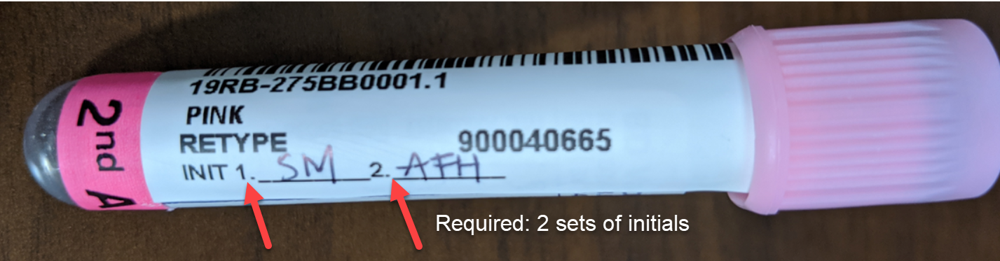 2nd A
19RB-275BB0001.1
PINK
RETYPE 900040665
INIT 1. SM 2. AFH
Required: 2 sets of initials